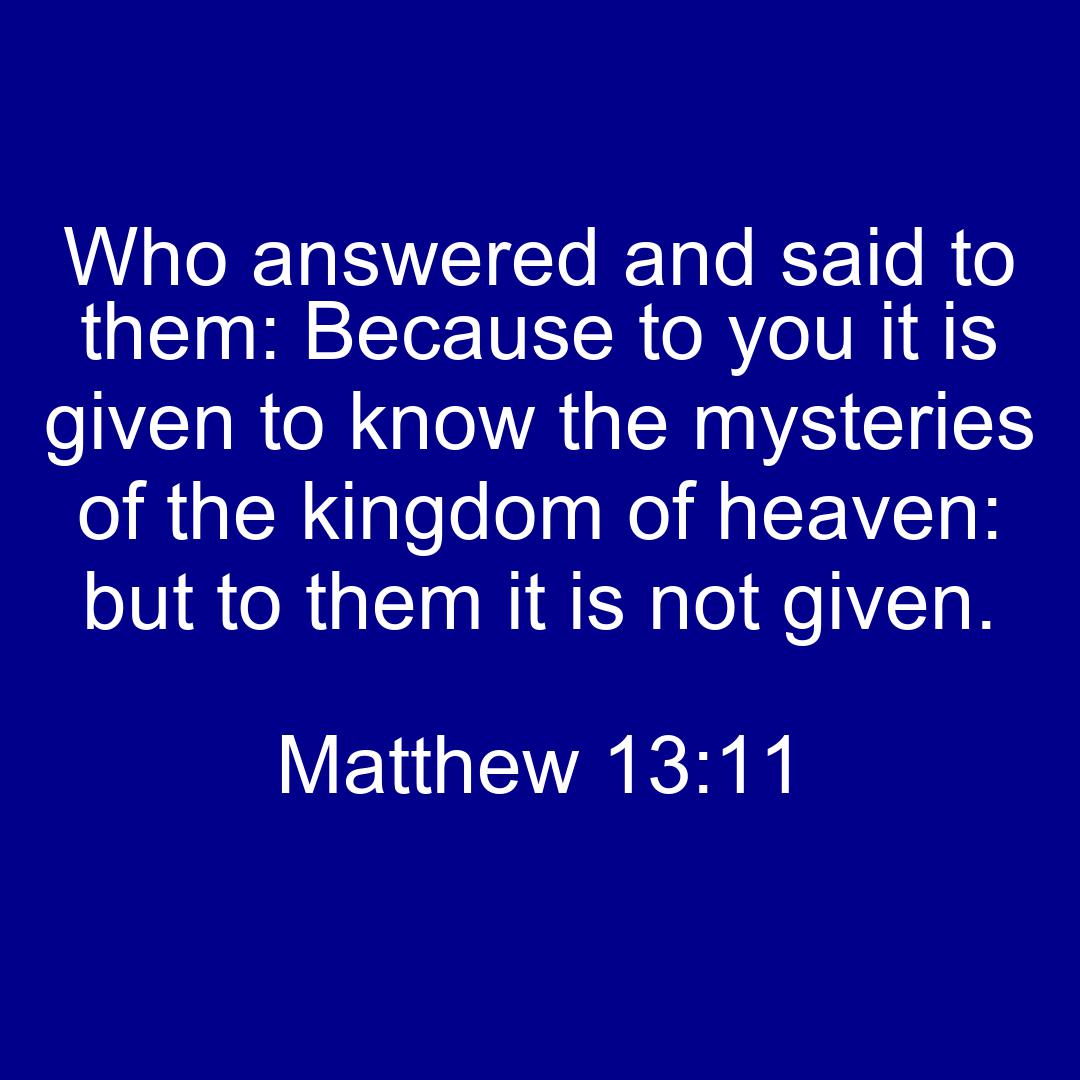 Who answered and said to
them: Because to you it is
given to know the mysteries
of the kingdom of heaven:
but to them it is not given.
Matthew 13:11